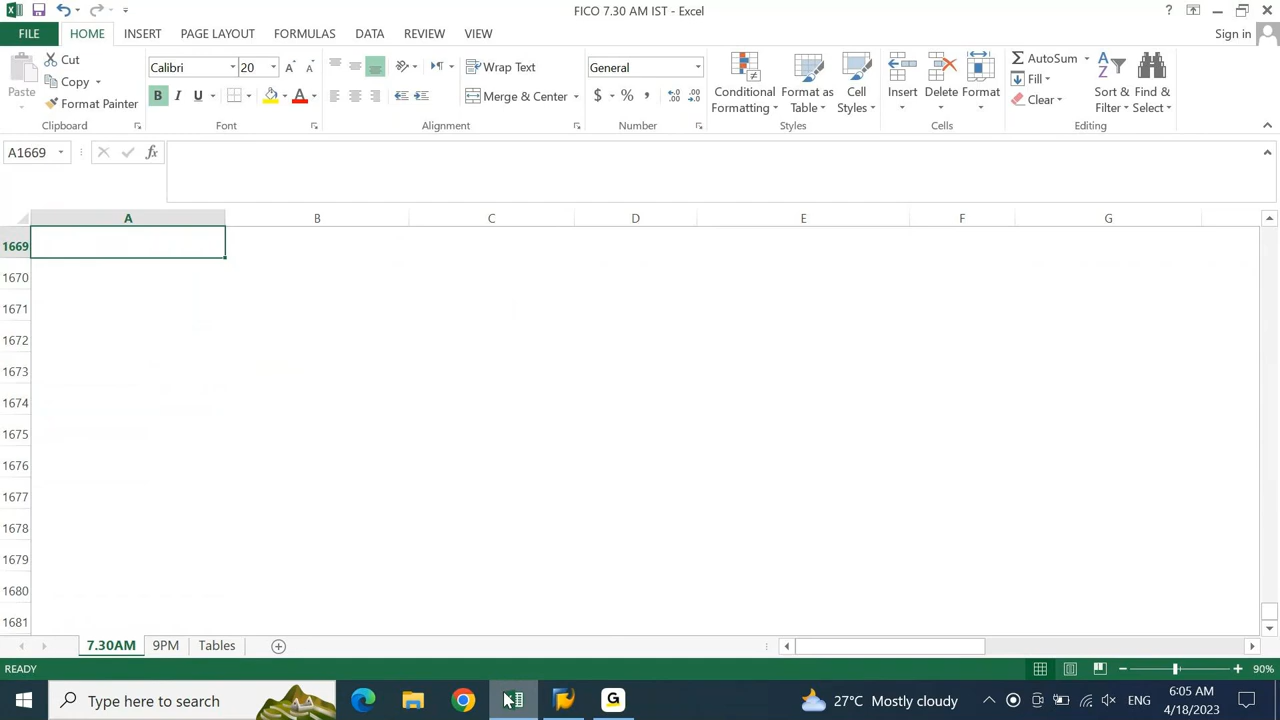 FICO 7.30 AM IST - Excel
?
FILE
HOME
INSERT
PAGE LAYOUT
FORMULAS
DATA
REVIEW
VIEW
Sign in
Paste
Cut
Copy
Format Painter
Clipboard
Calibri
20
B I U
A
Font
Wrap Text
Merge & Center
Alignment
General
$ % ,
Number
Conditional
Formatting
Format as
Table
Cell
Styles
Styles
Insert
Delete
Format
Cells
AutoSum
Fill
Clear
Sort &
Filter
Find &
Select
Editing
A1669
fx
A B C D E F G
1669
1670
1671
1672
1673
1674
1675
1676
1677
1678
1679
1680
1681
7.30AM
9PM
Tables
READY
90%
Type here to search
G
27°C Mostly cloudy
ENG
6:05 AM
4/18/2023